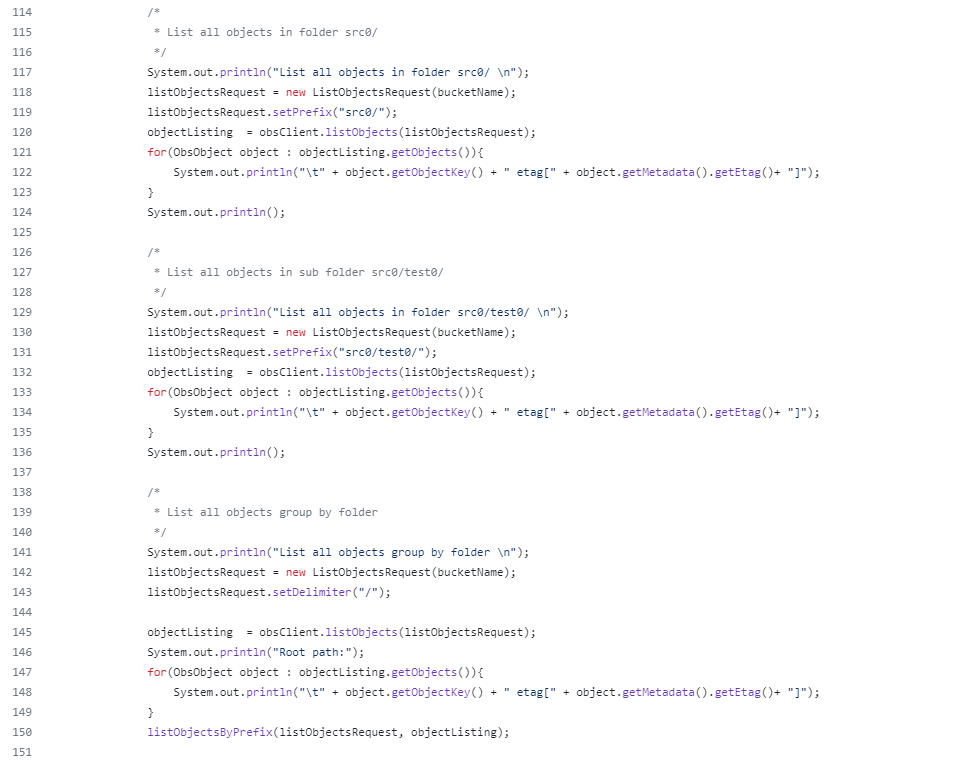 114                 /*
115                  * List all objects in folder src0/
116                  */
117                 System.out.println("List all objects in folder src0/ \n");
118                 listObjectsRequest = new ListObjectsRequest(bucketName);
119                 listObjectsRequest.setPrefix("src0/");
120                 objectListing  = obsClient.listObjects(listObjectsRequest);
121                 for(ObsObject object : objectListing.getObjects()){
122                     System.out.println("\t" + object.getObjectKey() + " etag[" + object.getMetadata().getEtag()+ "]");
123                 }
124                 System.out.println();
125
126                 /*
127                  * List all objects in sub folder src0/test0/
128                  */
129                 System.out.println("List all objects in folder src0/test0/ \n");
130                 listObjectsRequest = new ListObjectsRequest(bucketName);
131                 listObjectsRequest.setPrefix("src0/test0/");
132                 objectListing  = obsClient.listObjects(listObjectsRequest);
133                 for(ObsObject object : objectListing.getObjects()){
134                     System.out.println("\t" + object.getObjectKey() + " etag[" + object.getMetadata().getEtag()+ "]");
135                 }
136                 System.out.println();
137
138                 /*
139                  * List all objects group by folder
140                  */
141                 System.out.println("List all objects group by folder \n");
142                 listObjectsRequest = new ListObjectsRequest(bucketName);
143                 listObjectsRequest.setDelimiter("/");
144
145                 objectListing  = obsClient.listObjects(listObjectsRequest);
146                 System.out.println("Root path:");
147                 for(ObsObject object : objectListing.getObjects()){
148                     System.out.println("\t" + object.getObjectKey() + " etag[" + object.getMetadata().getEtag()+ "]");
149                 }
150                 listObjectsByPrefix(listObjectsRequest, objectListing);
151